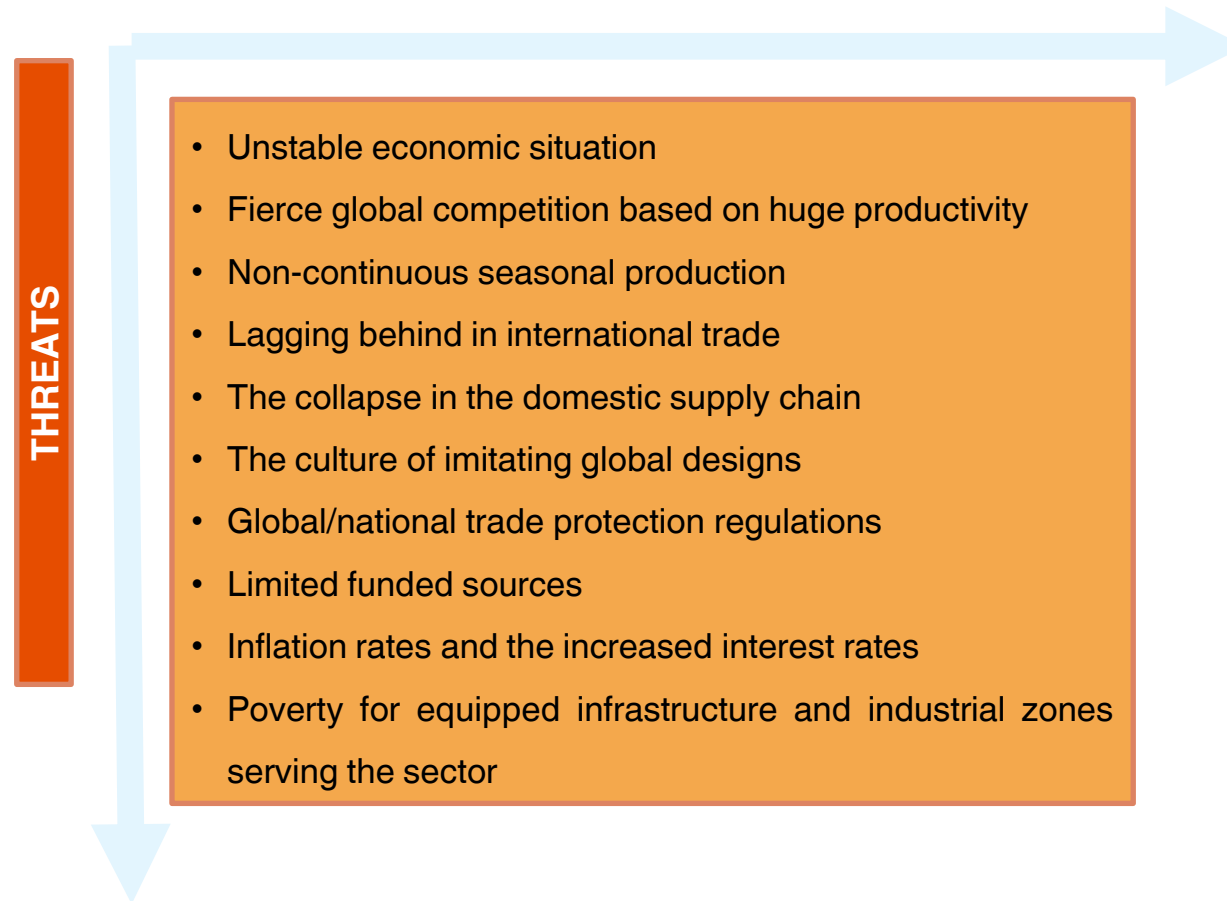 THREATS
• Unstable economic situation
• Fierce global competition based on huge productivity
• Non-continuous seasonal production
• Lagging behind in international trade
• The collapse in the domestic supply chain
• The culture of imitating global designs
• Global/national trade protection regulations
• Limited funded sources
• Inflation rates and the increased interest rates
• Poverty for equipped infrastructure and industrial zones
serving the sector